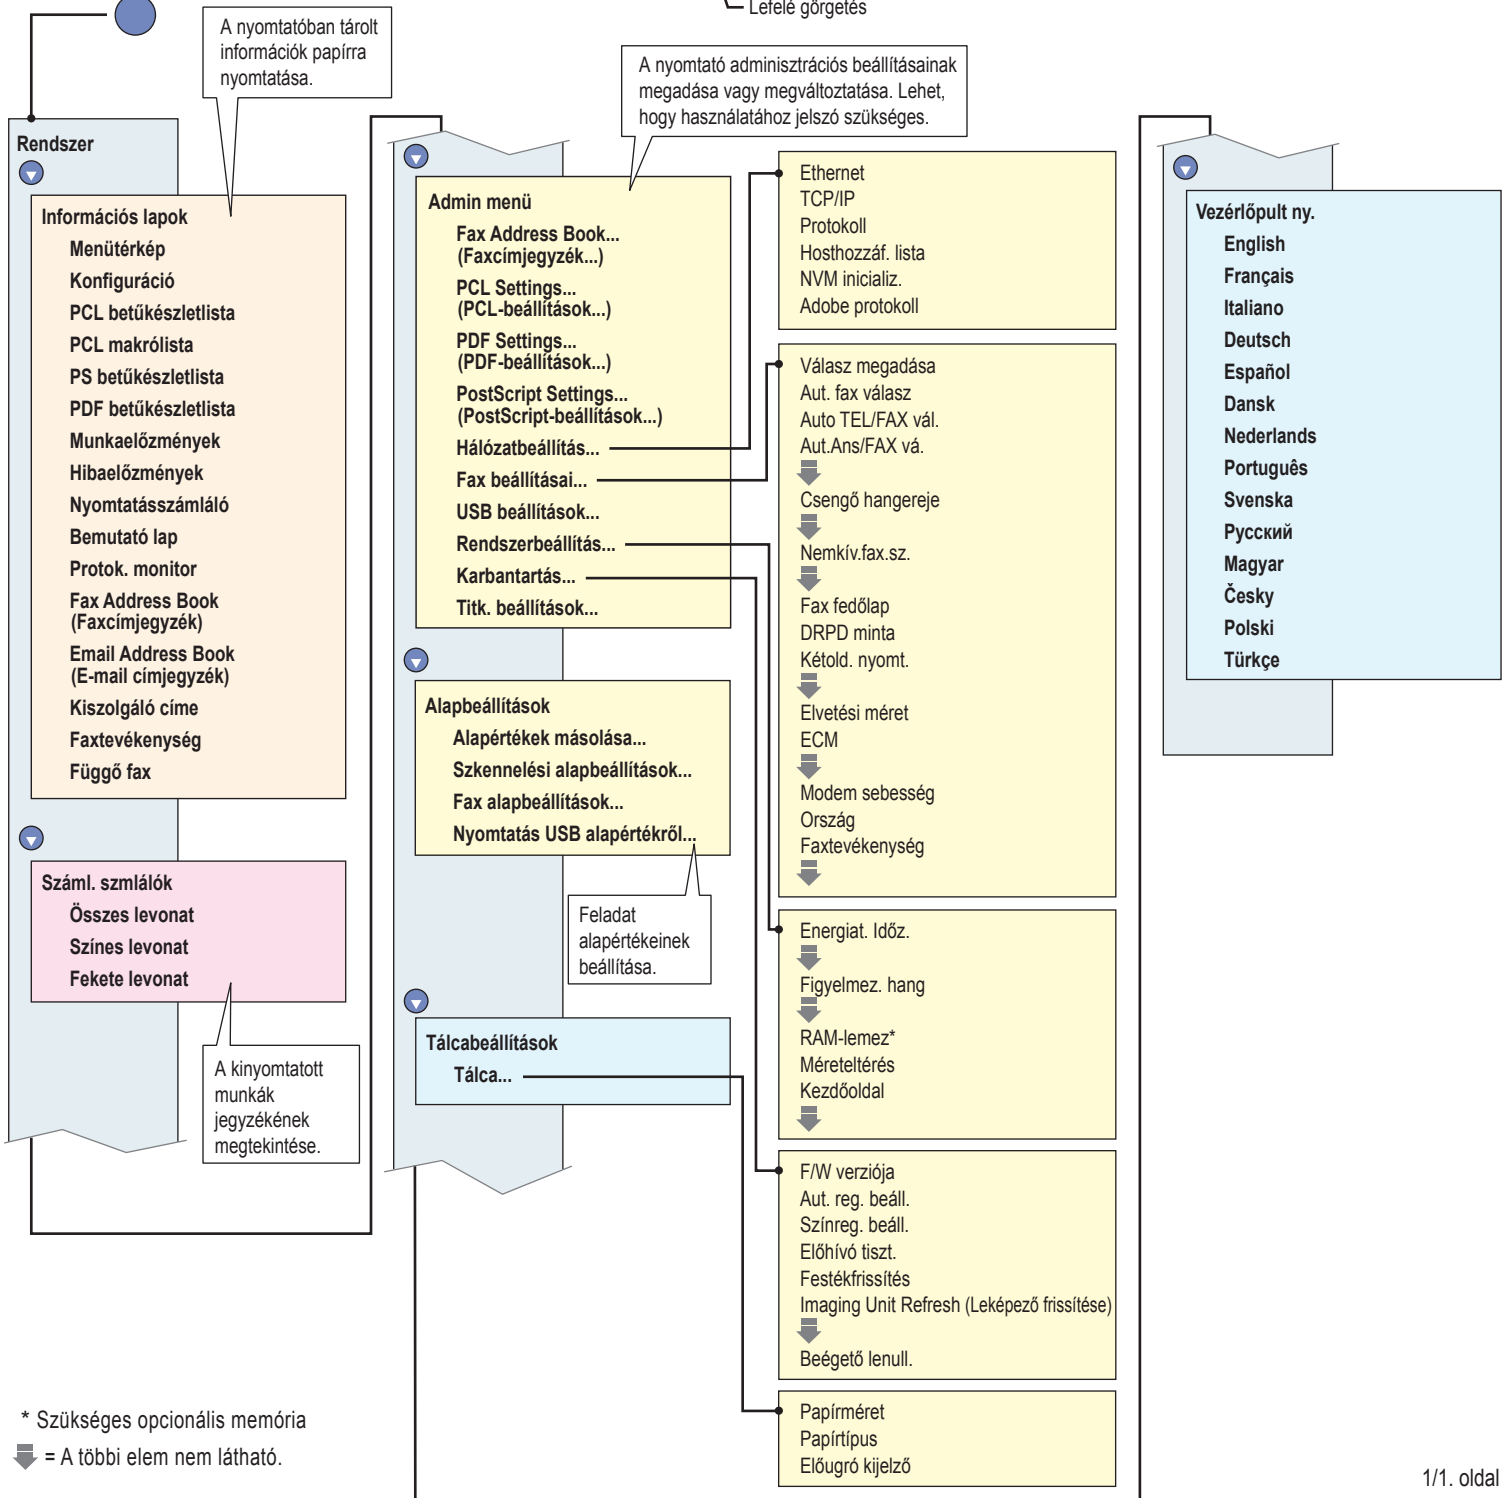 Lefelé görgetés
A nyomtatóban tárolt
információk papírra
nyomtatása.
Rendszer
Információs lapok
Menütérkép
Konfiguráció
PCL betűkészletlista
PCL makrólista
PS betűkészletlista
PDF betűkészletlista
Munkaelőzmények
Hibaelőzmények
Nyomtatásszámláló
Bemutató lap
Protok. monitor
Fax Address Book
(Faxcímjegyzék)
Email Address Book
(E-mail címjegyzék)
Kiszolgáló címe
Faxtevékenység
Függő fax
Száml. szmlálók
Összes levonat
Színes levonat
Fekete levonat
A kinyomtatott
munkák
jegyzékének
megtekintése.
A nyomtató adminisztrációs beállításainak
megadása vagy megváltoztatása. Lehet,
hogy használatához jelszó szükséges.
Admin menü
Fax Address Book...
(Faxcímjegyzék...)
PCL Settings...
(PCL-beállítások...)
PDF Settings...
(PDF-beállítások...)
PostScript Settings...
(PostScript-beállítások...)
Hálózatbeállítás...
Fax beállításai...
USB beállítások...
Rendszerbeállítás...
Karbantartás...
Titk. beállítások...
Alapbeállítások
Alapértékek másolása...
Szkennelési alapbeállítások...
Fax alapbeállítások...
Nyomtatás USB alapértékről...
Feladat
alapértékeinek
beállítása.
Tálcabeállítások
Tálca...
Ethernet
TCP/IP
Protokoll
Hosthozzáf. lista
NVM inicializ.
Adobe protokoll
Válasz megadása
Aut. fax válasz
Auto TEL/FAX vál.
Aut.Ans/FAX vá.
Csengő hangereje
Nemkív.fax.sz.
Fax fedőlap
DRPD minta
Kétold. nyomt.
Elvetési méret
ECM
Modem sebesség
Ország
Faxtevékenység
Energiat. Időz.
Figyelmez. hang
RAM-lemez*
Méreteltérés
Kezdőoldal
F/W verziója
Aut. reg. beáll.
Színreg. beáll.
Előhívó tiszt.
Festékfrissítés
Imaging Unit Refresh (Leképező frissítése)
Beégető lenull.
Papírméret
Papírtípus
Előugró kijelző
Vezérlőpult ny.
English
Français
Italiano
Deutsch
Español
Dansk
Nederlands
Português
Svenska
Русский
Magyar
Česky
Polski
Türkçe
* Szükséges opcionális memória
= A többi elem nem látható.
1/1. oldal